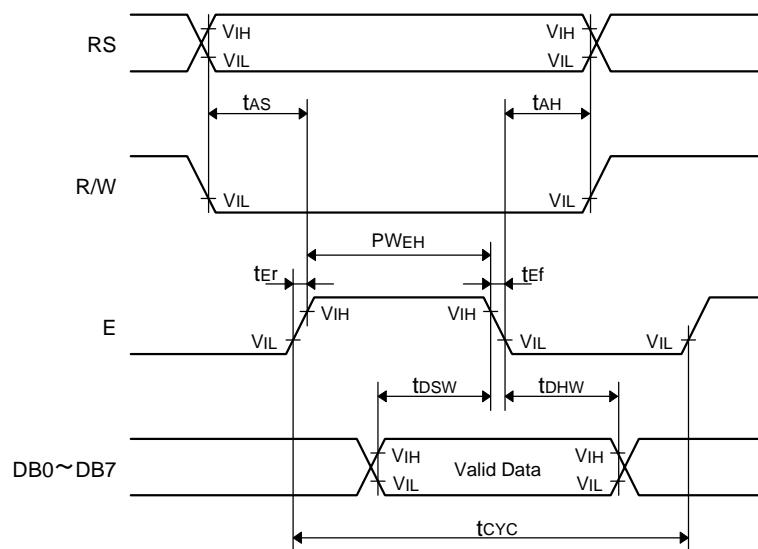 RS
VIH
VIL
VIH
VIL
tAS
tAH
R/W
VIL
VIL
PWEH
tEr
tEf
E
VIH
VIL
VIH
VIL
VIL
tDSW
tDHW
DB0～DB7
VIH
VIL
Valid Data
VIH
VIL
tCYC